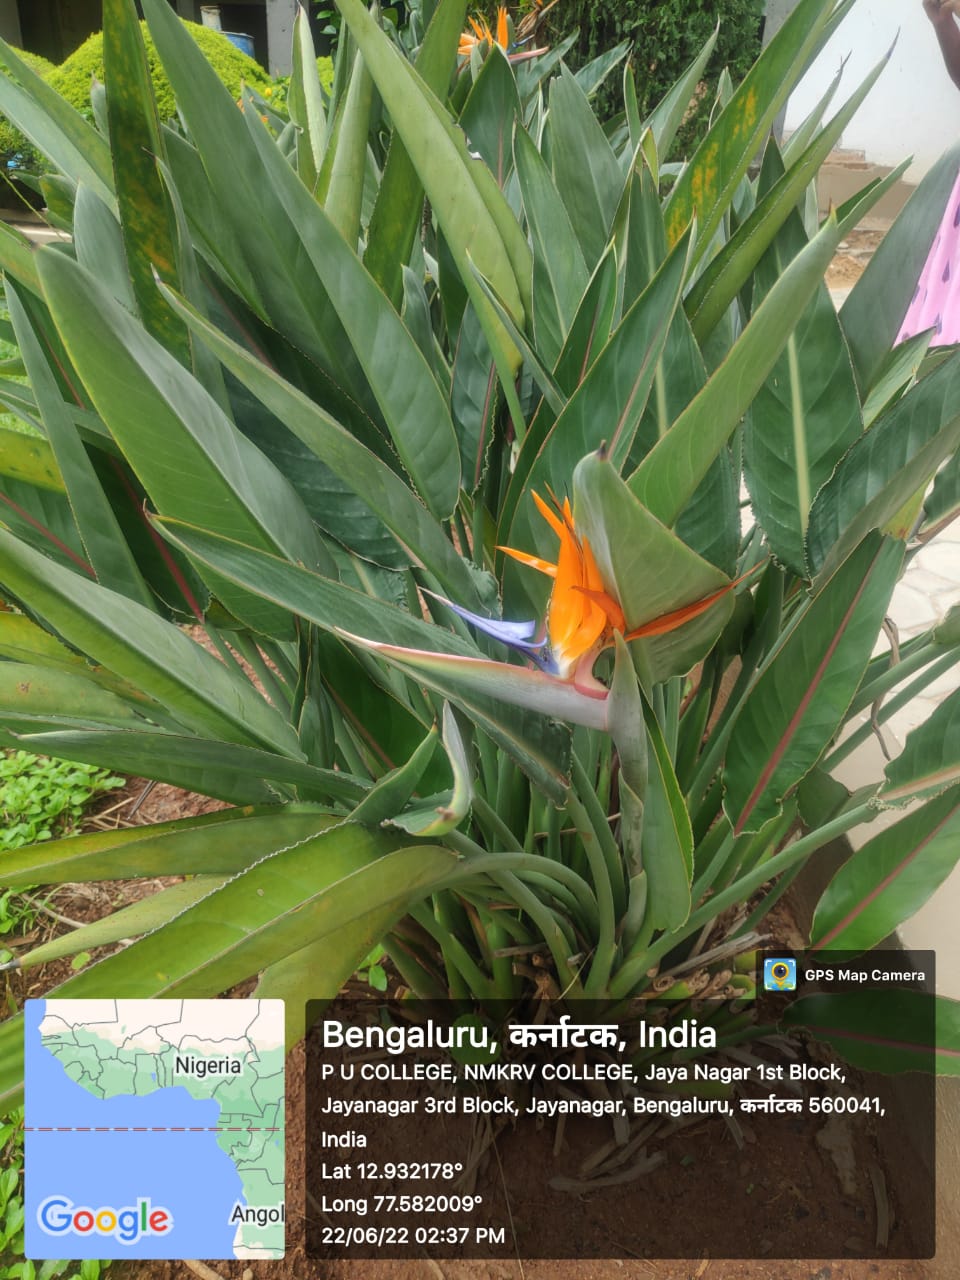 GPS Map Camera
Nigeria
Angol
Google
Bengaluru, कर्नाटक, India
P U COLLEGE, NMKRV COLLEGE, Jaya Nagar 1st Block,
Jayanagar 3rd Block, Jayanagar, Bengaluru, कर्नाटक 560041,
India
Lat 12.932178°
Long 77.582009°
22/06/22 02:37 PM